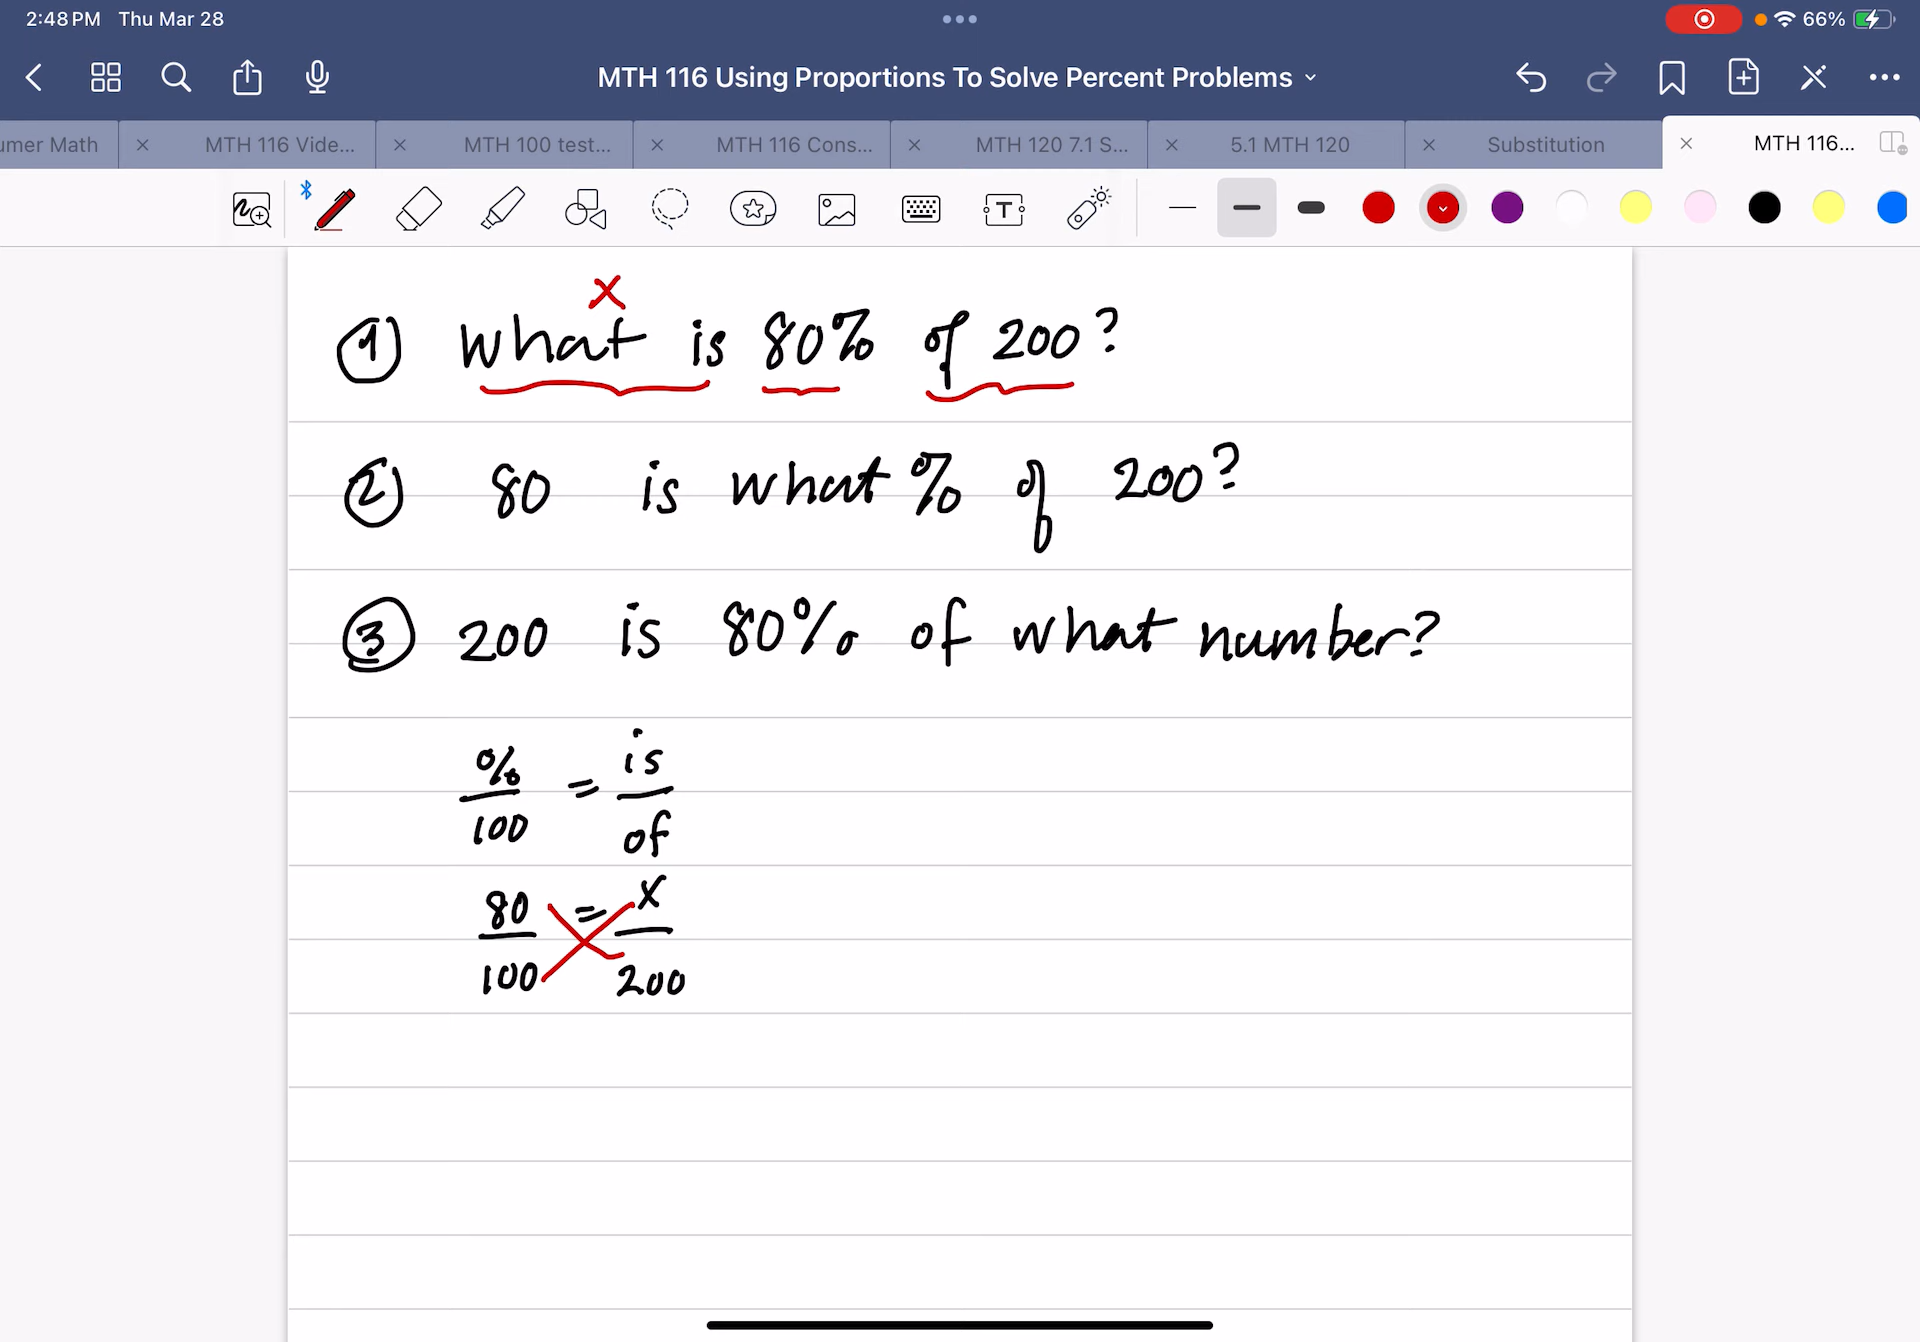 2:48 PM Thu Mar 28
66%
MTH 116 Using Proportions To Solve Percent Problems
umer Math
MTH 116 Vide...
MTH 100 test...
MTH 116 Cons...
MTH 120 7.1 S...
5.1 MTH 120
Substitution
MTH 116...
T
x
1 what is 80% of 200?
2 80 is what % of 200?
3 200 is 80% of what number?
%/100 = is/of
80/100 = x/200